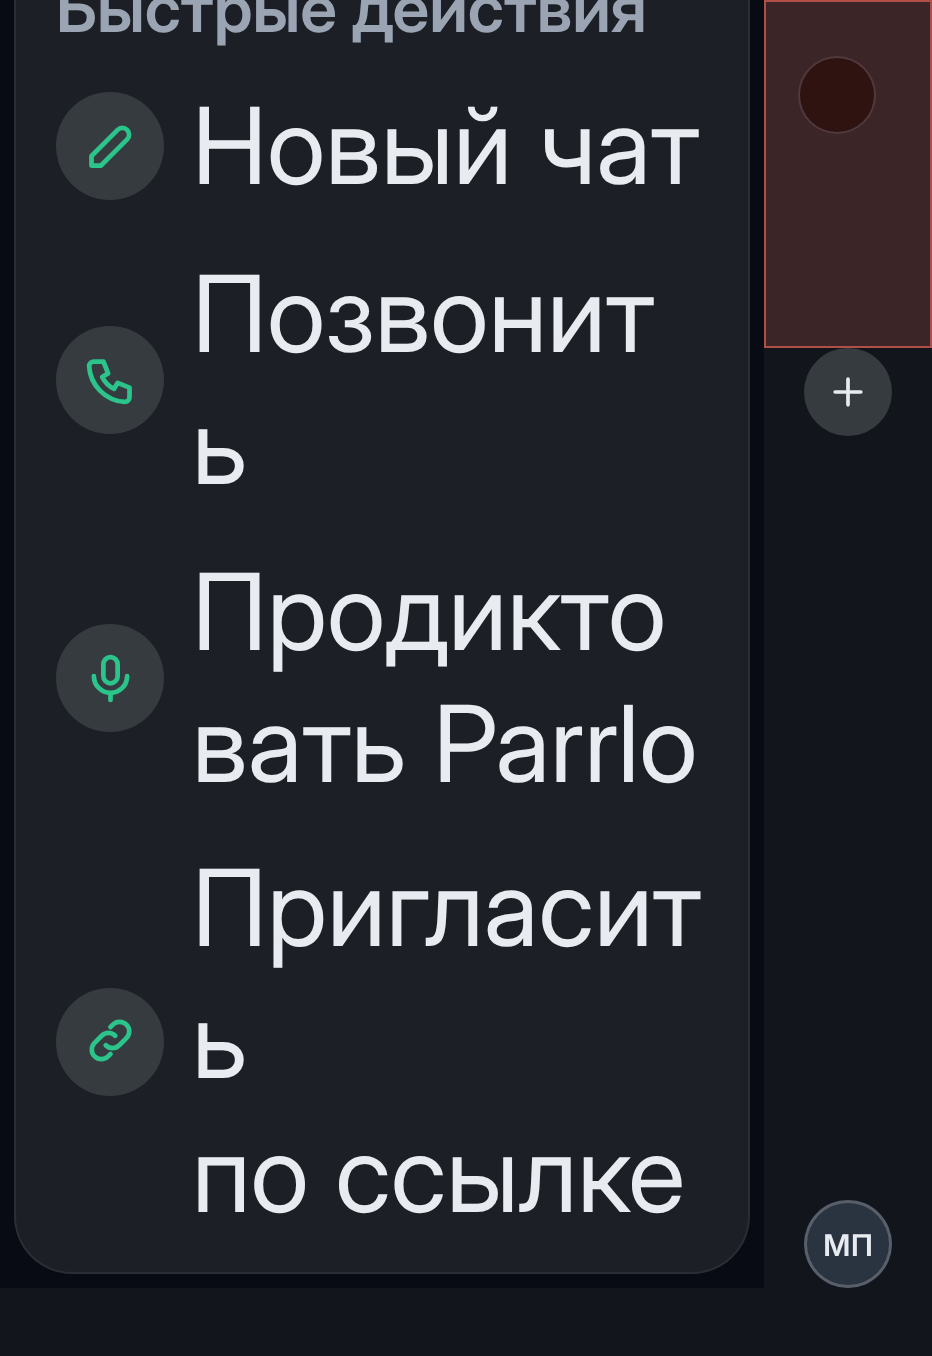 Быстрые действия
Новый чат
Позвонит
ь
Продикто
вать Parrlo
Пригласит
ь
по ссылке
МП